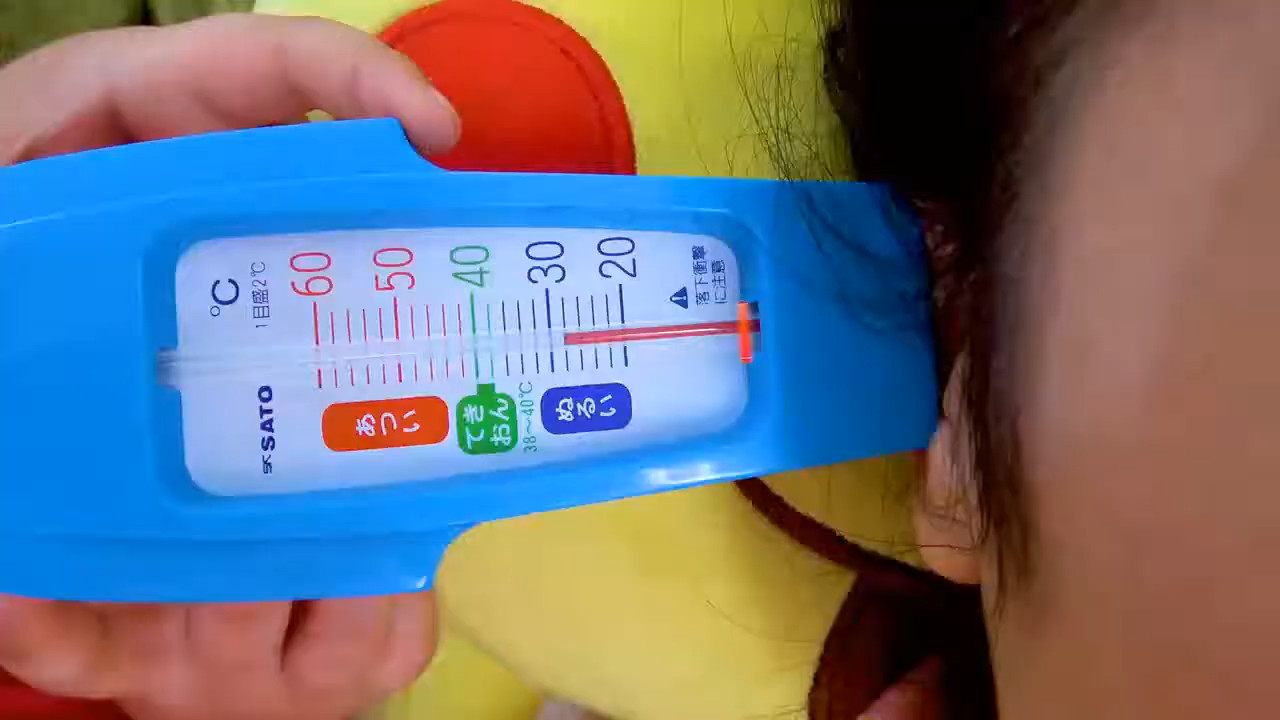 ℃
1目盛2℃
60
50
40
30
20
落下衝撃
に注意
SATO
あつい
てき
おん
38～40℃
ぬるい